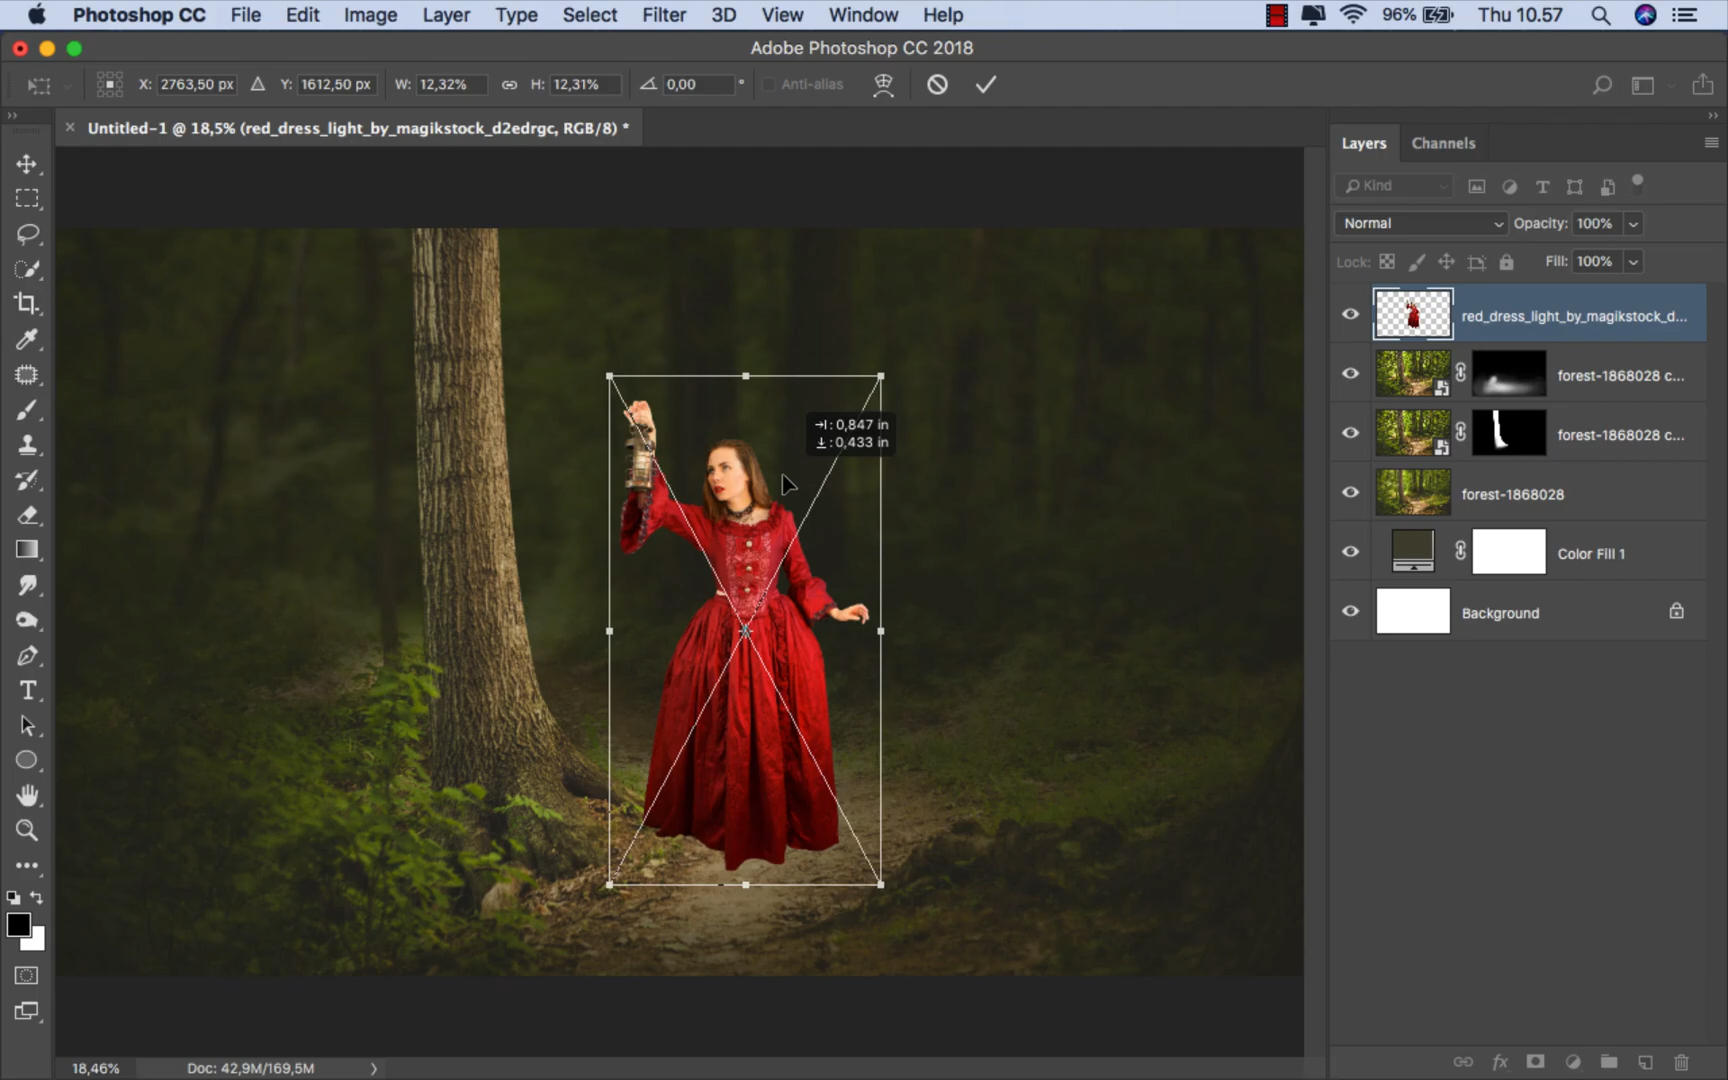 Photoshop CC File Edit Image Layer Type Select Filter 3D View Window Help 96% Thu 10.57
Adobe Photoshop CC 2018
X: 2763,50 px Y: 1612,50 px W: 12,32% H: 12,31% 0,00 ° Anti-alias
Untitled-1 @ 18,5% (red_dress_light_by_magikstock_d2edrgc, RGB/8) *
Layers Channels
Kind
Normal Opacity: 100%
Lock: Fill: 100%
red_dress_light_by_magikstock_d...
forest-1868028 c...
forest-1868028 c...
forest-1868028
Color Fill 1
Background
: 0,847 in
: 0,433 in
18,46% Doc: 42,9M/169,5M